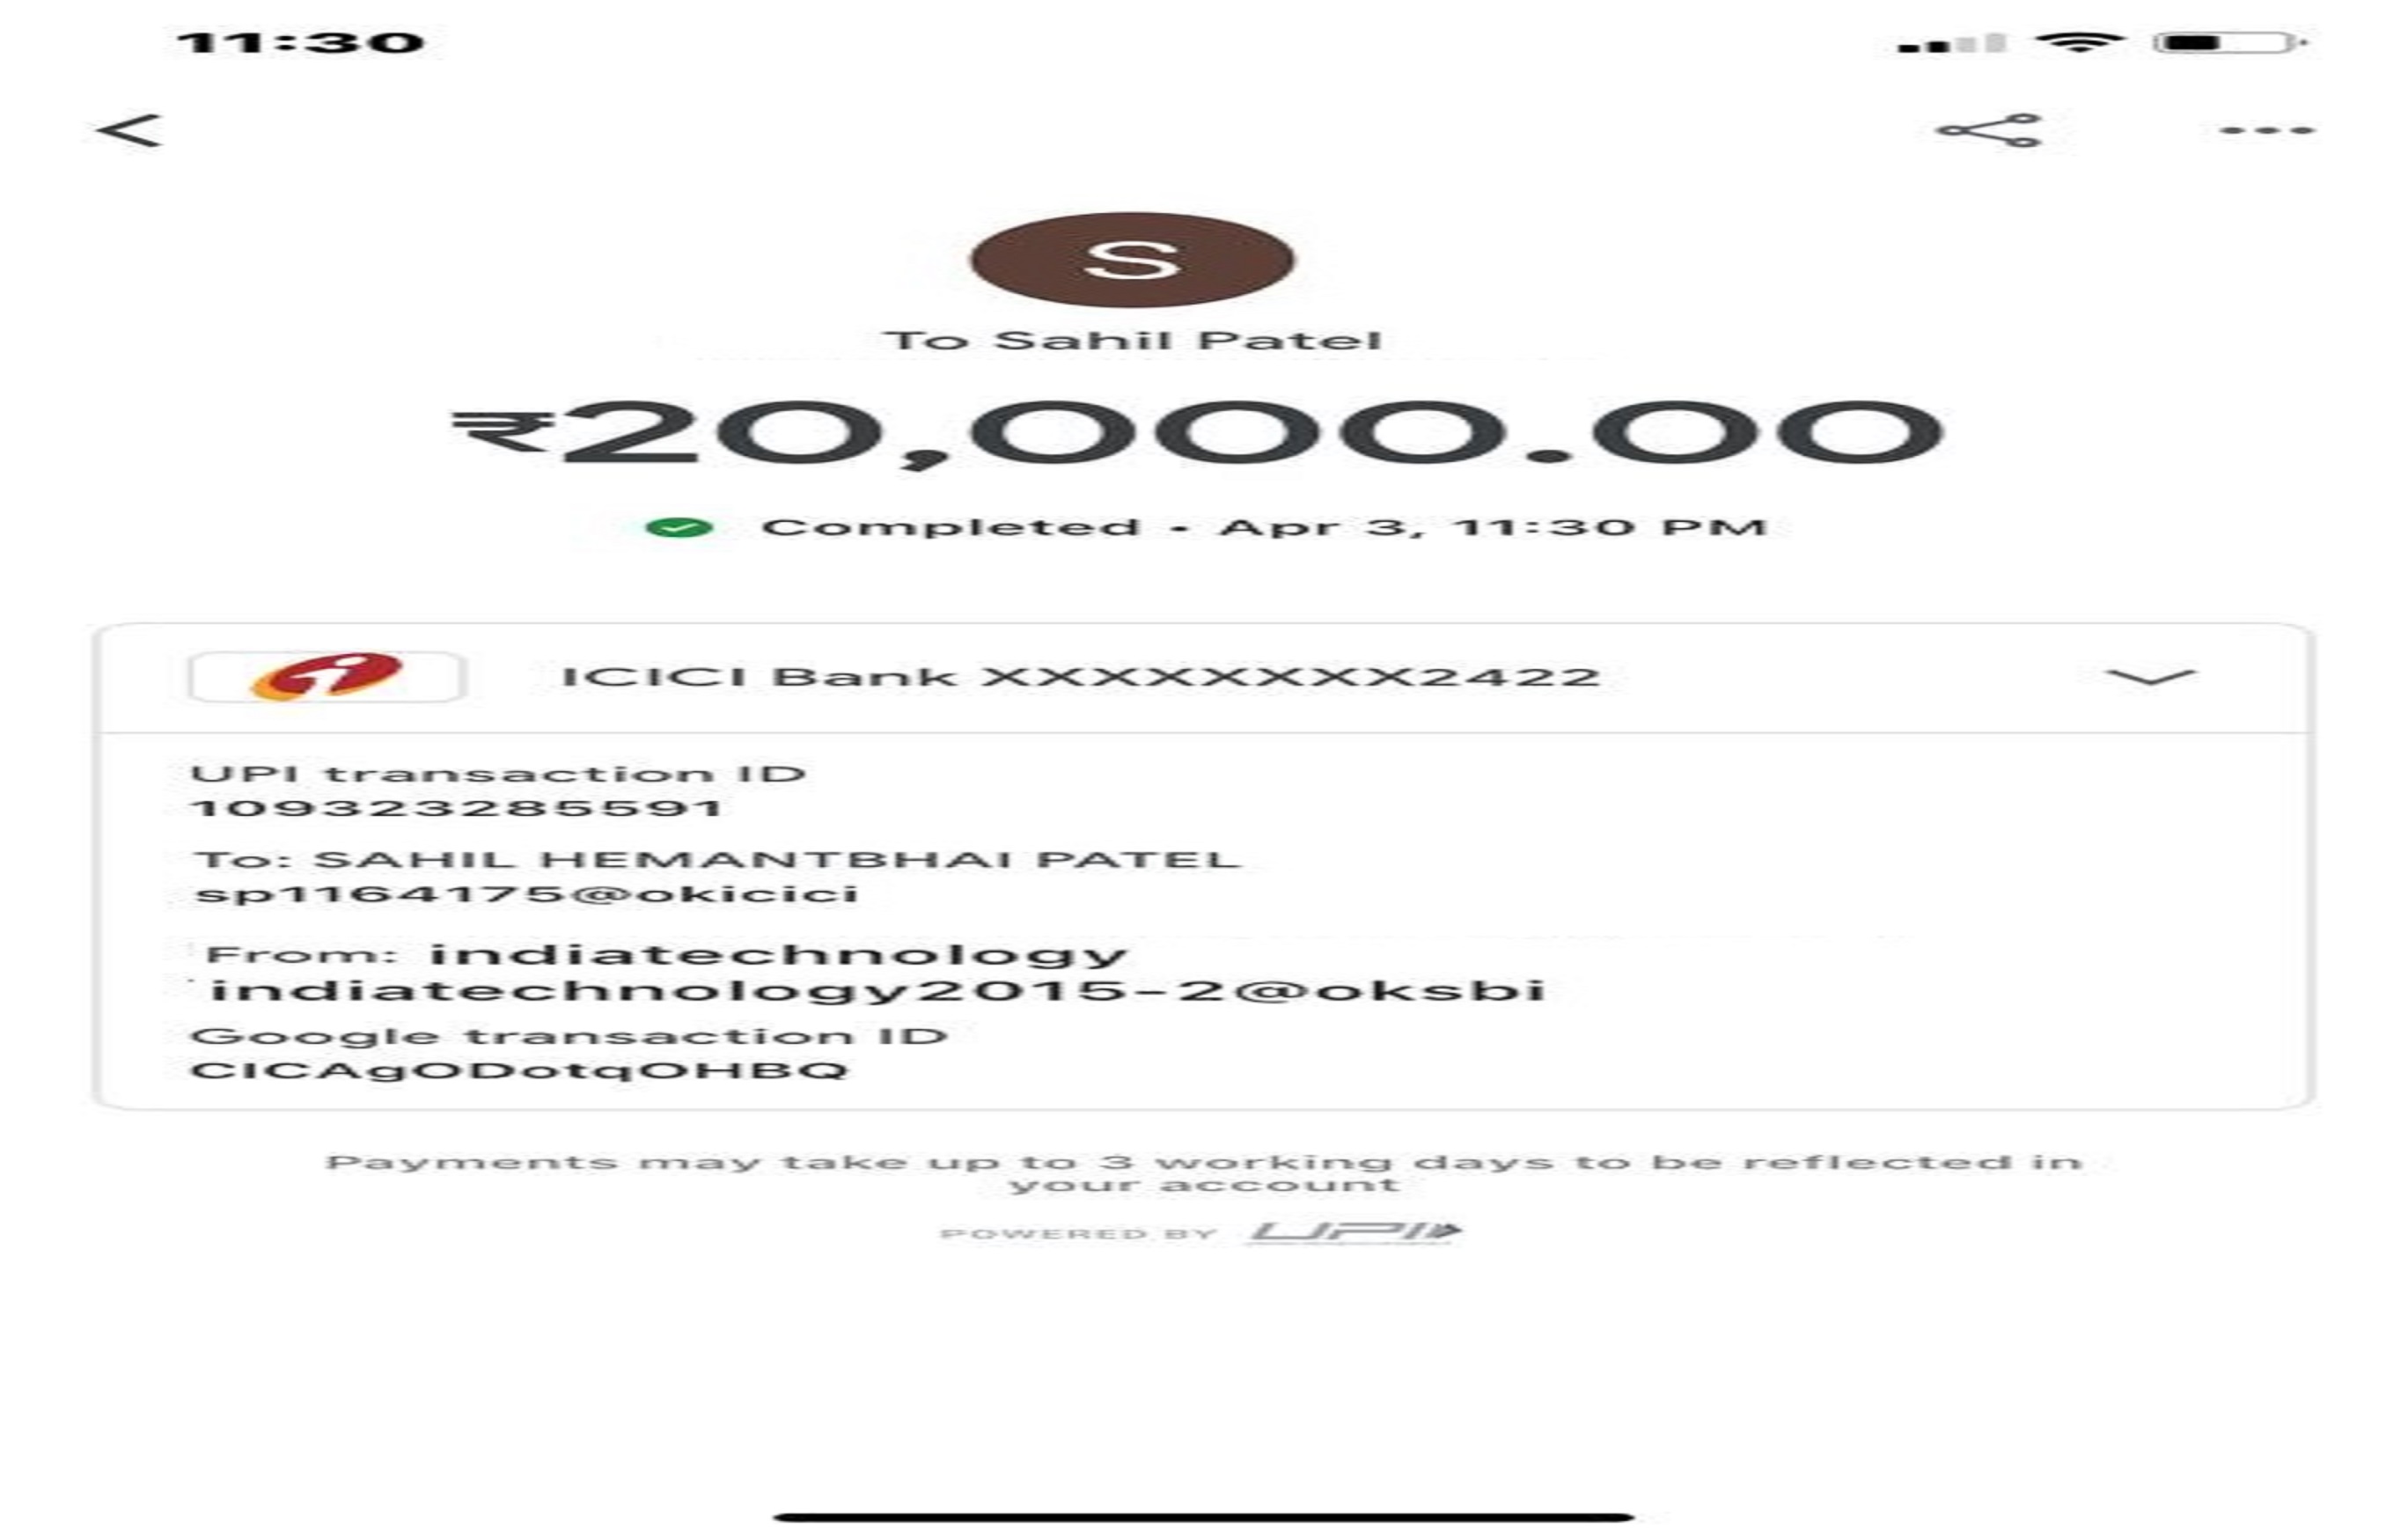 11:30
S
To Sahil Patel
₹20,000.00
Completed • Apr 3, 11:30 PM
ICICI Bank XXXXXXXX2422
UPI transaction ID
109323285591
To: SAHIL HEMANTBHAI PATEL
sp1164175@okicici
From: indiatechnology
indiatechnology2015-2@oksbi
Google transaction ID
CICAgODotqOHBQ
Payments may take up to 3 working days to be reflected in
your account
POWERED BY UPI